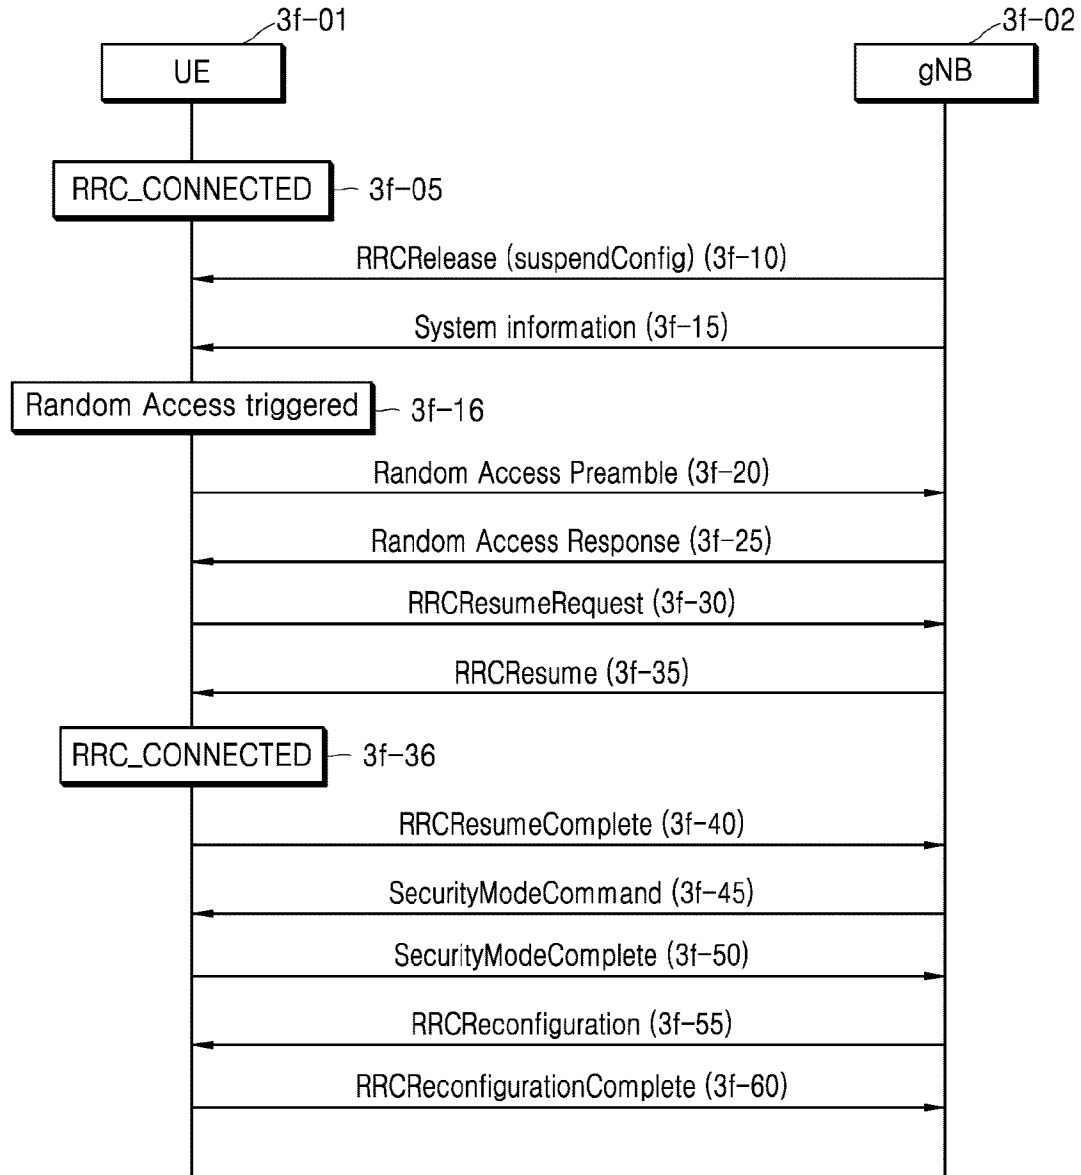 3f-01
3f-02
UE
gNB
RRC_CONNECTED
3f-05
RRCRelease (suspendConfig) (3f-10)
System information (3f-15)
Random Access triggered
3f-16
Random Access Preamble (3f-20)
Random Access Response (3f-25)
RRCResumeRequest (3f-30)
RRCResume (3f-35)
RRC_CONNECTED
3f-36
RRCResumeComplete (3f-40)
SecurityModeCommand (3f-45)
SecurityModeComplete (3f-50)
RRCReconfiguration (3f-55)
RRCReconfigurationComplete (3f-60)